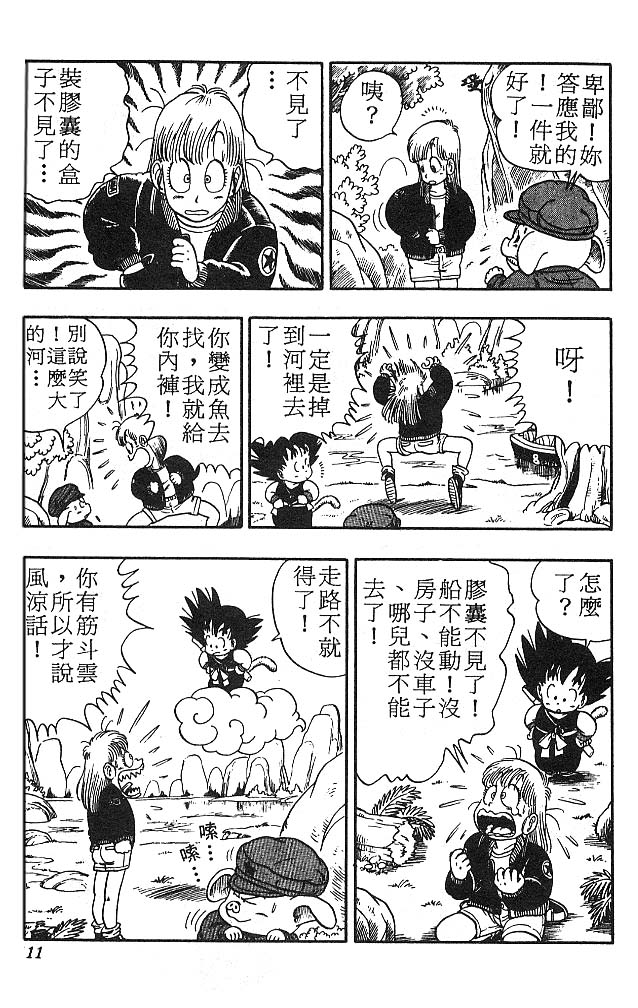 卑鄙！妳
答應我的
！一件就
好了！
咦？
不見了
…
裝膠囊的盒
子不見了…
呀！
一定是掉
到河裡去
了！
8
你變成魚去
找，我就給
你內褲！
別說笑了
！這麼大
的河…
怎麼
了？
膠囊不見了！
船不能動！沒
房子、沒車子
、哪兒都不能
去了！
走路不就
得了！
你有筋斗雲
，所以才說
風涼話！
嗦…
嗦…
11